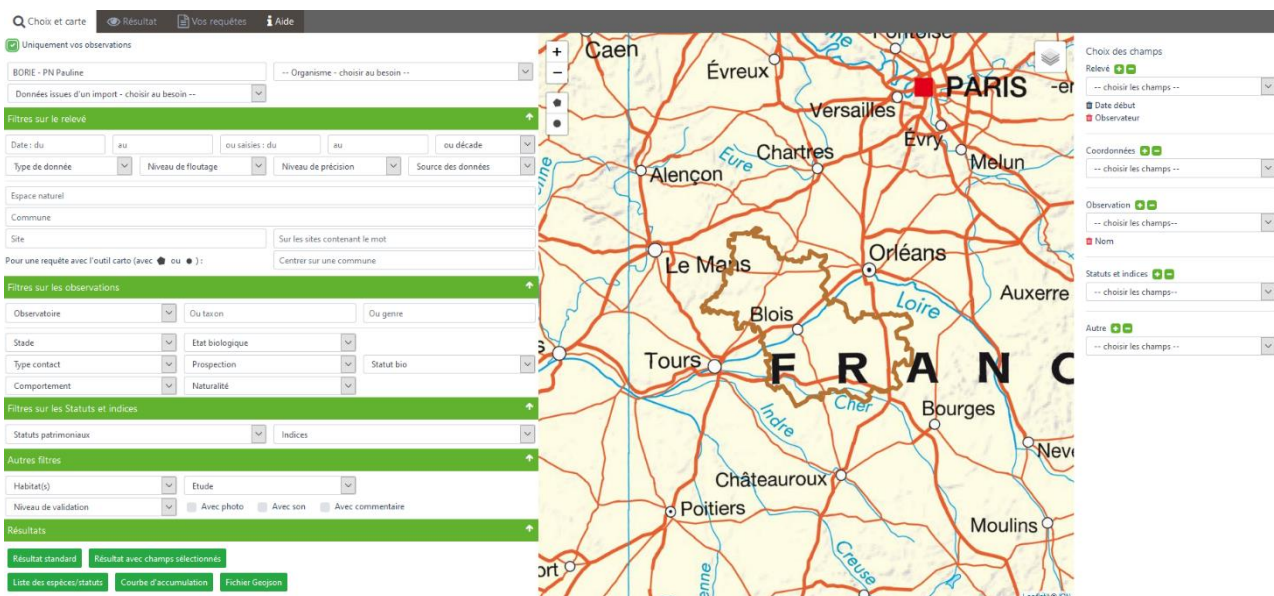 Choix et carte Résultat Vos requêtes Aide
Uniquement vos observations
BORIE - PN Pauline -- Organisme - choisir au besoin --
Données issues d'un import - choisir au besoin --
Filtres sur le relevé
Date : du au ou saisies : du au ou décade
Type de donnée Niveau de floutage Niveau de précision Source des données
Espace naturel
Commune
Site Sur les sites contenant le mot
Pour une requête avec l'outil carto (avec ou ) : Centrer sur une commune
Filtres sur les observations
Observatoire Ou taxon Ou genre
Stade Etat biologique
Type contact Prospection Statut bio
Comportement Naturalité
Filtres sur les Statuts et indices
Statuts patrimoniaux Indices
Autres filtres
Habitat(s) Etude
Niveau de validation Avec photo Avec son Avec commentaire
Résultats
Résultat standard Résultat avec champs sélectionnés
Liste des espèces/statuts Courbe d'accumulation Fichier Geojson
+
−
Caen
Pontoise
Évreux
PARIS
Versailles
Évry
Chartres
Eure
Melun
Alençon
Le Mans
Orléans
Loire
Auxerre
Blois
Tours
F R A N C
Cher
Indre
Bourges
Nev
Châteauroux
Poitiers
Moulins
Creuse
ort
enne
Choix des champs
Relevé
-- choisir les champs --
Date début
Observateur
Coordonnées
-- choisir les champs --
Observation
-- choisir les champs--
Nom
Statuts et indices
-- choisir les champs--
Autre
-- choisir les champs --